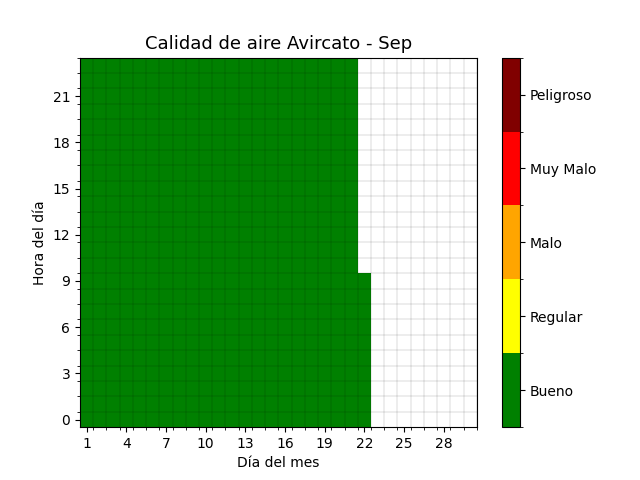 Calidad de aire Avircato - Sep
Hora del día
21
18
15
12
9
6
3
0
1 4 7 10 13 16 19 22 25 28
Día del mes
Peligroso
Muy Malo
Malo
Regular
Bueno